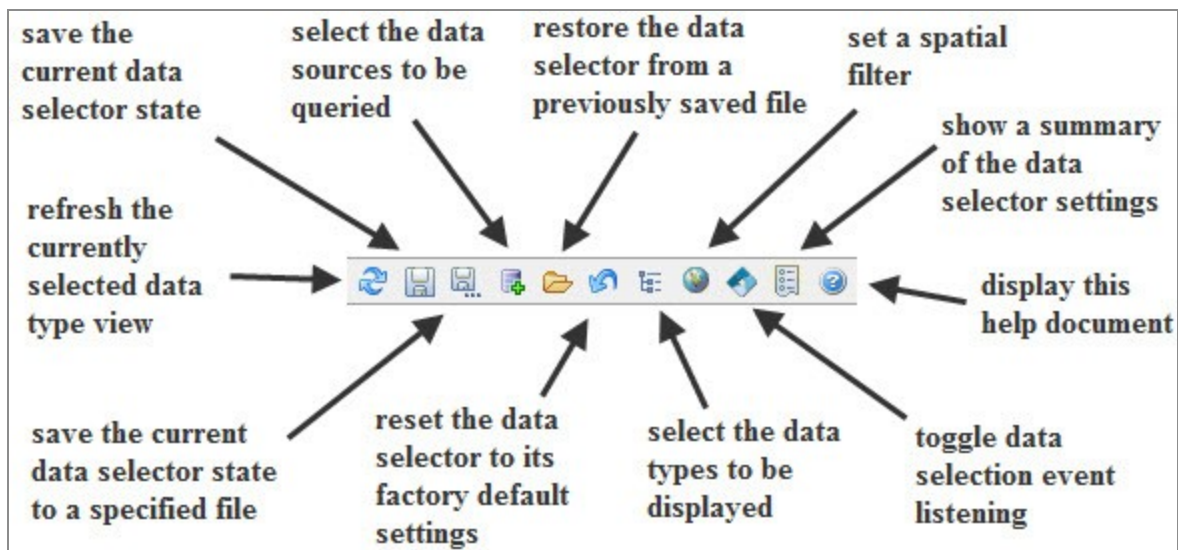 save the
current data
selector state
select the data
sources to be
queried
restore the data
selector from a
previously saved file
set a spatial
filter
show a summary
of the data
selector settings
refresh the
currently
selected data
type view
display this
help document
save the current
data selector state
to a specified file
reset the data
selector to its
factory default
settings
select the data
types to be
displayed
toggle data
selection event
listening